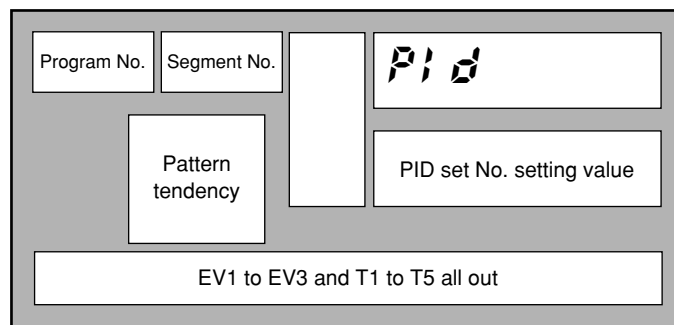 Program No.
Segment No.
PId
Pattern
tendency
PID set No. setting value
EV1 to EV3 and T1 to T5 all out